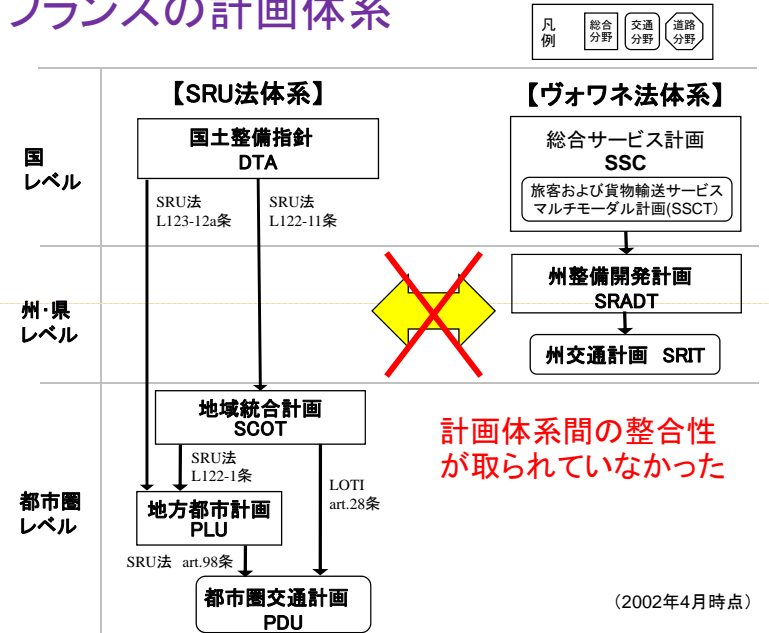 フランスの計画体系
凡
例
総合
分野
交通
分野
道路
分野
【SRU法体系】
【ヴォワネ法体系】
国
レベル
国土整備指針
DTA
総合サービス計画
SSC
旅客および貨物輸送サービス
マルチモーダル計画(SSCT)
SRU法
L123-12a条
SRU法
L122-11条
州・県
レベル
州整備開発計画
SRADT
州交通計画 SRIT
地域統合計画
SCOT
計画体系間の整合性
が取られていなかった
SRU法
L122-1条
LOTI
art.28条
都市圏
レベル
地方都市計画
PLU
SRU法 art.98条
都市圏交通計画
PDU
（2002年4月時点）